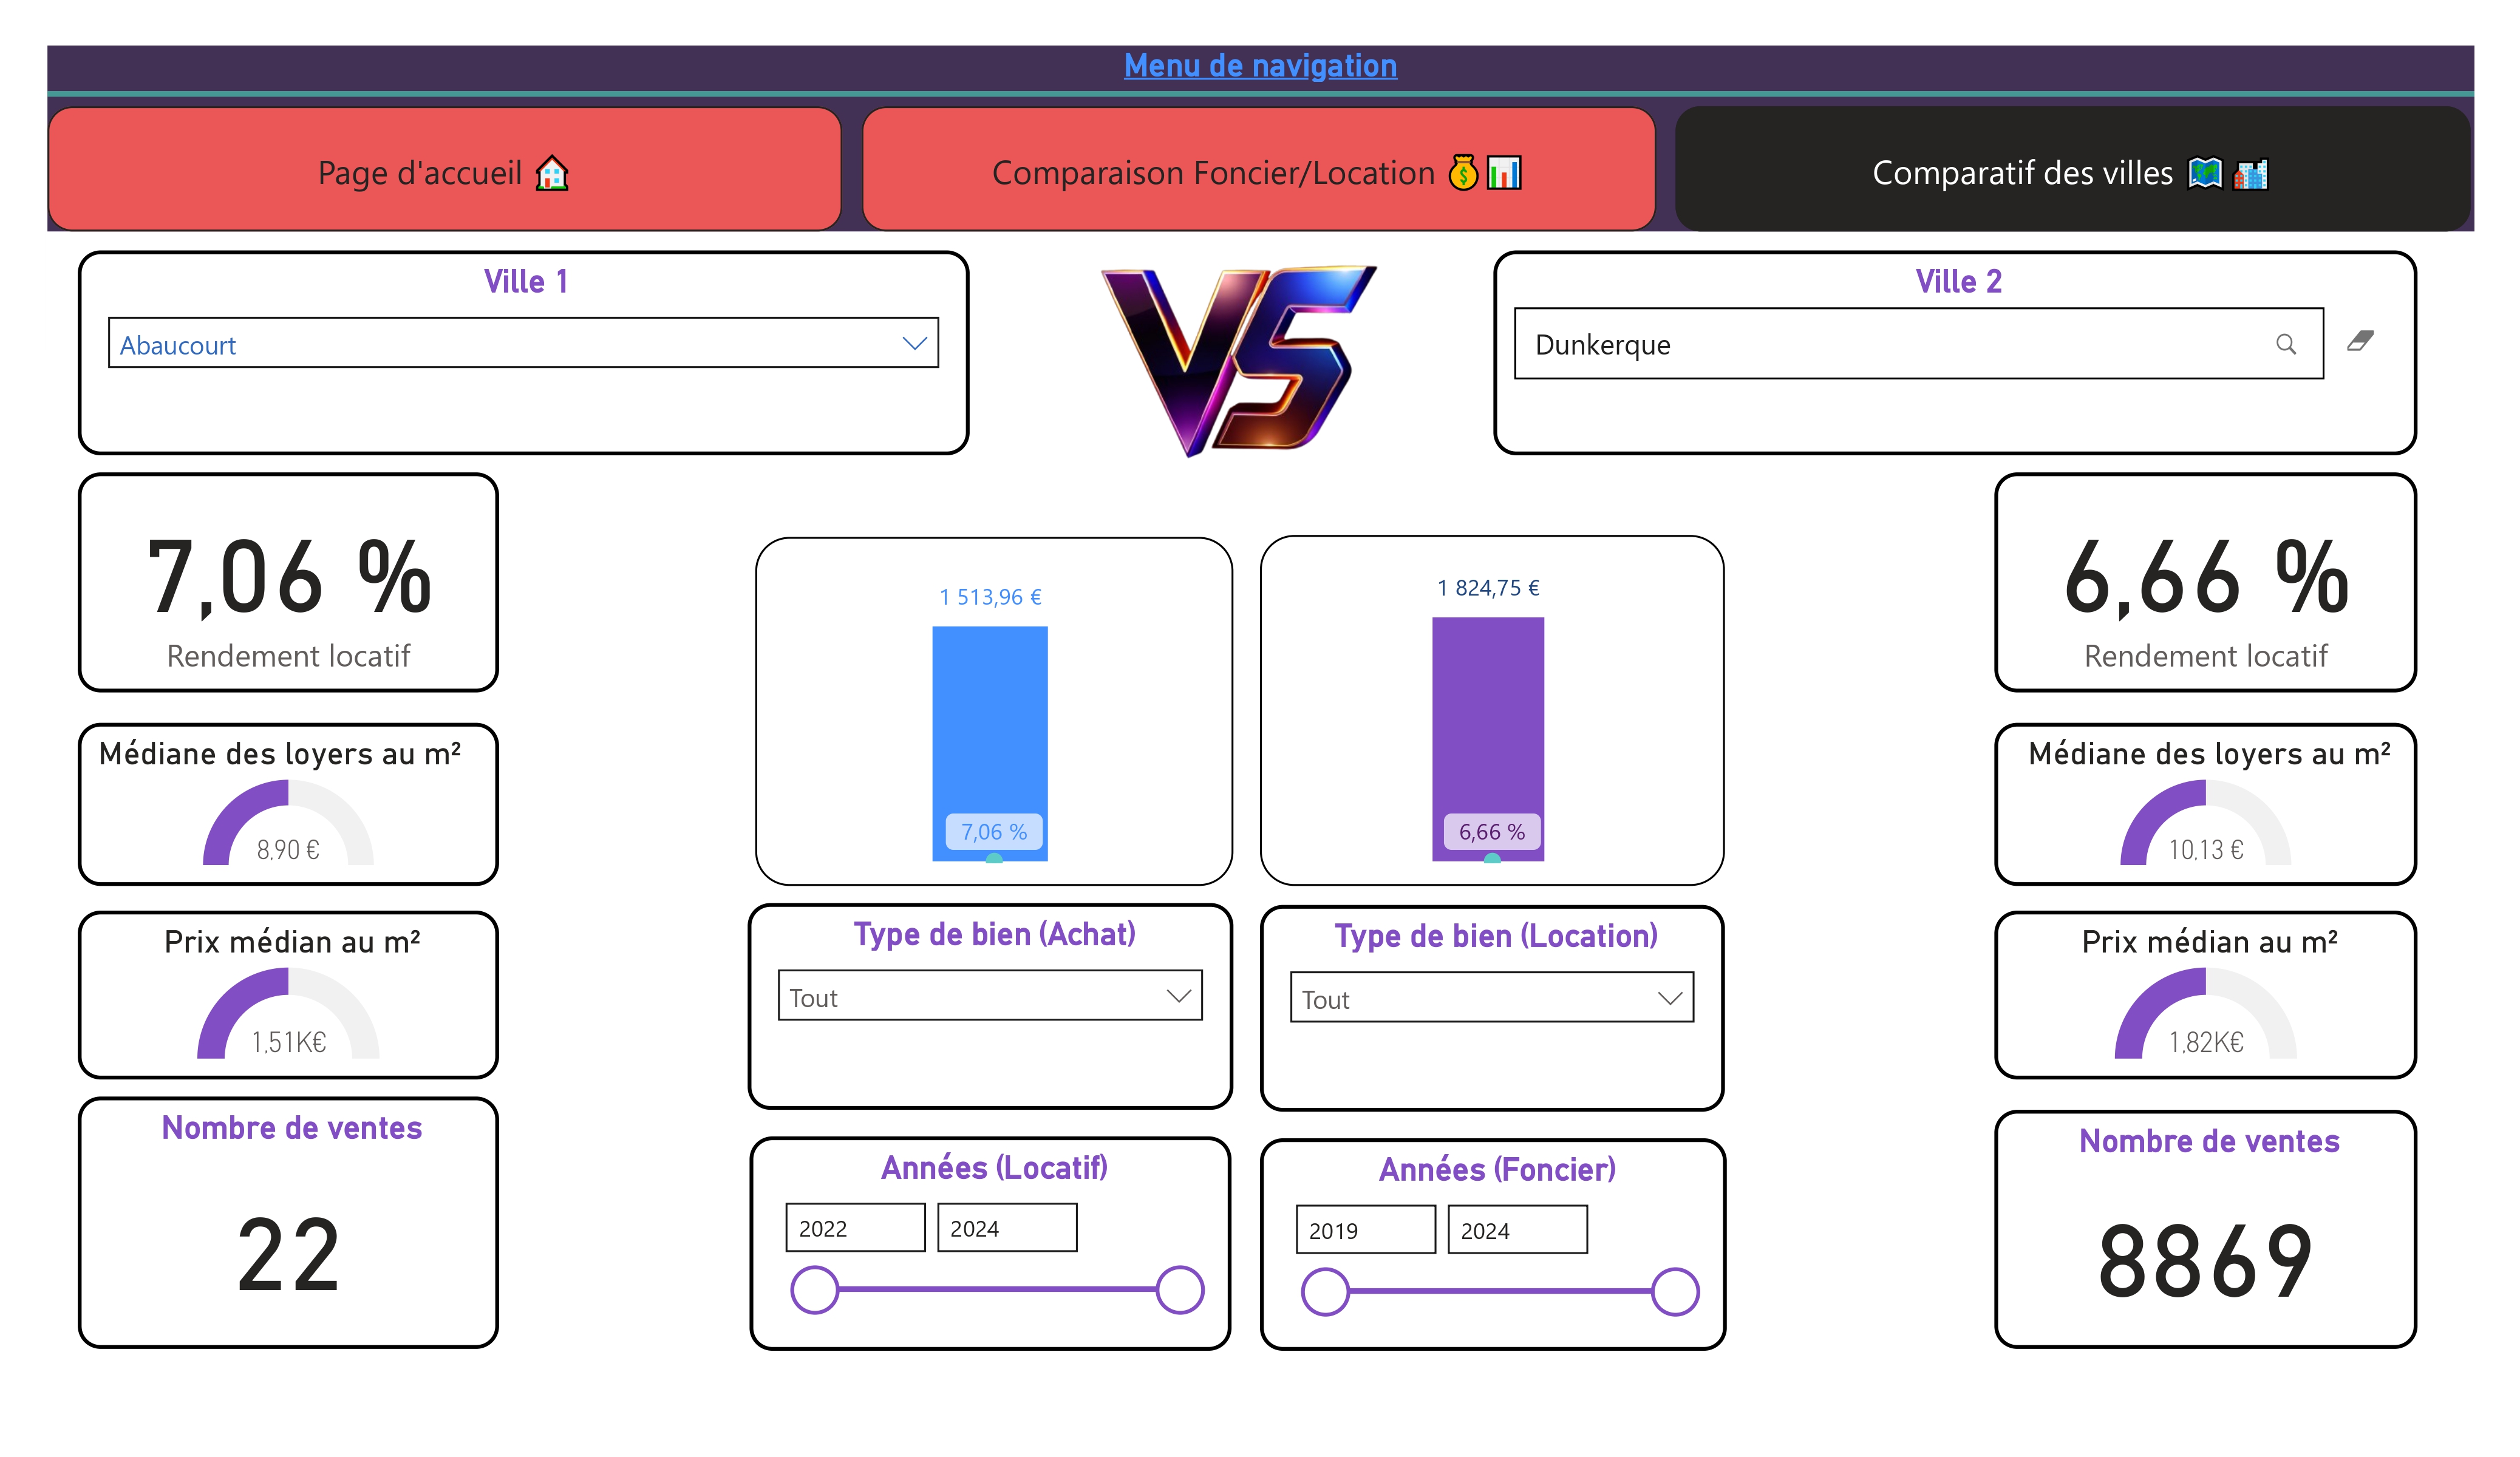 Menu de navigation
Page d'accueil
Comparaison Foncier/Location
Comparatif des villes
Ville 1
Abaucourt
VS
Ville 2
Dunkerque
7,06 %
Rendement locatif
Médiane des loyers au m²
8,90 €
Prix médian au m²
1,51K€
Nombre de ventes
22
1 513,96 €
7,06 %
1 824,75 €
6,66 %
Type de bien (Achat)
Tout
Type de bien (Location)
Tout
Années (Locatif)
2022 2024
Années (Foncier)
2019 2024
6,66 %
Rendement locatif
Médiane des loyers au m²
10,13 €
Prix médian au m²
1,82K€
Nombre de ventes
8869